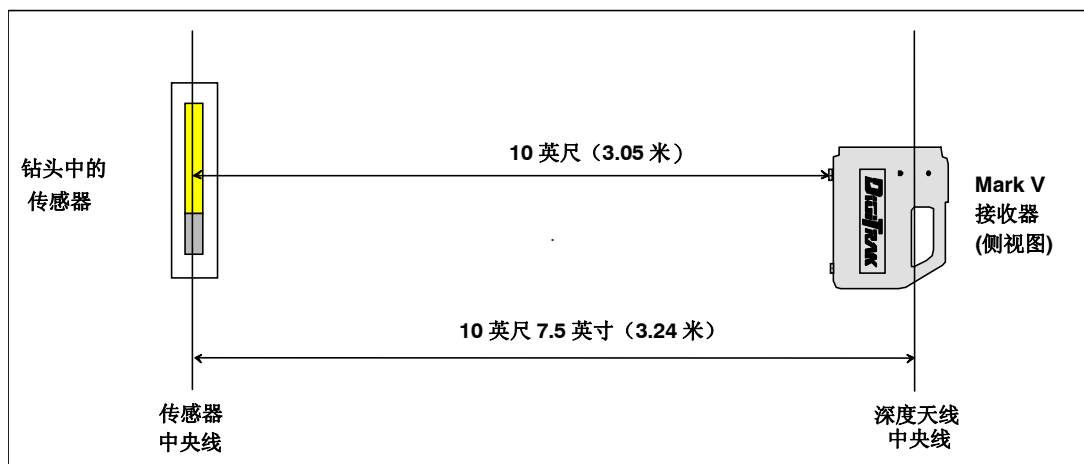 10 英尺（3.05 米）
钻头中的
传感器
DIGITRAK
Mark V
接收器
(侧视图)
10 英尺 7.5 英寸（3.24 米）
传感器
中央线
深度天线
中央线